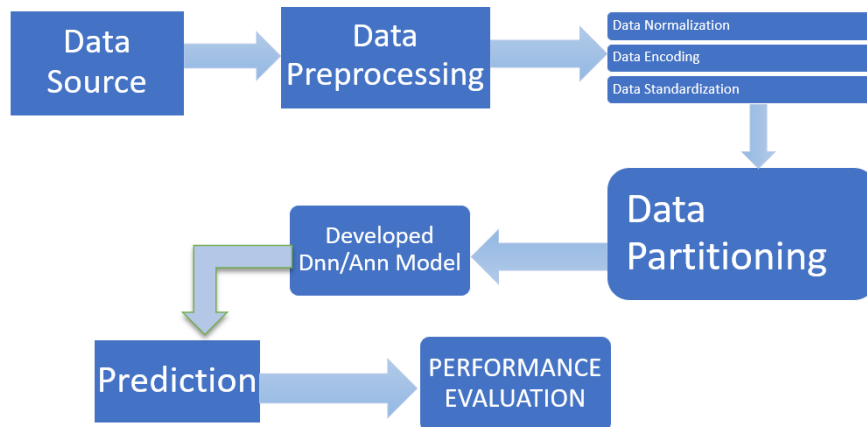 Data
Source
Data
Preprocessing
Data Normalization
Data Encoding
Data Standardization
Data
Partitioning
Developed
Dnn/Ann Model
Prediction
PERFORMANCE
EVALUATION